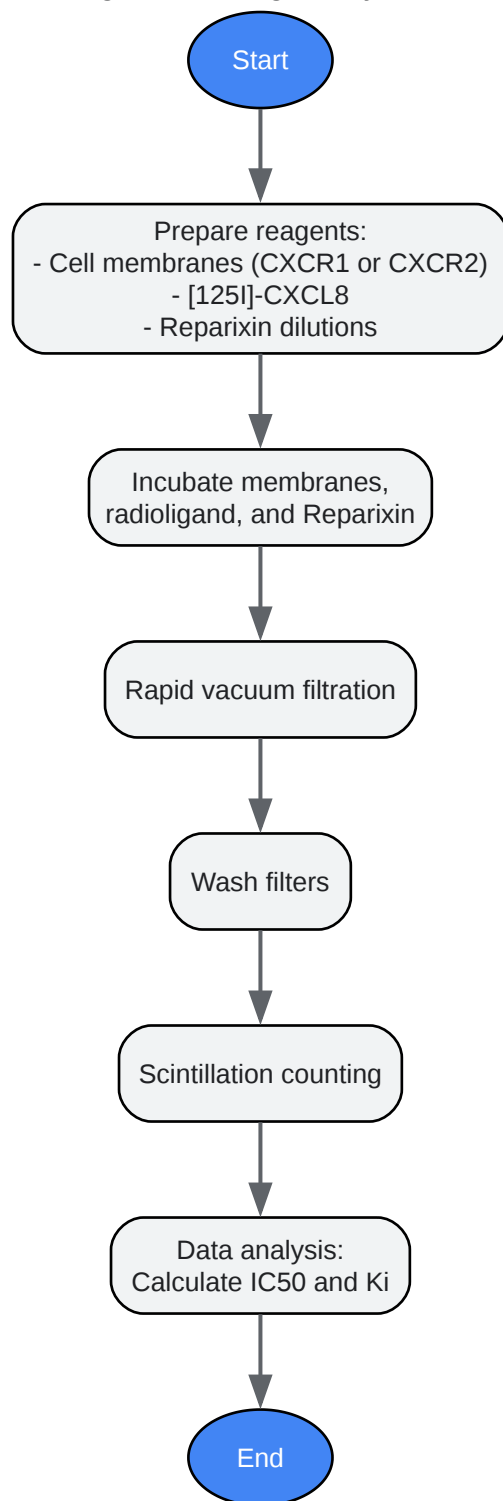 Start
Prepare reagents:
- Cell membranes (CXCR1 or CXCR2)
- [125I]-CXCL8
- Reparixin dilutions
Incubate membranes,
radioligand, and Reparixin
Rapid vacuum filtration
Wash filters
Scintillation counting
Data analysis:
Calculate IC50 and Ki
End